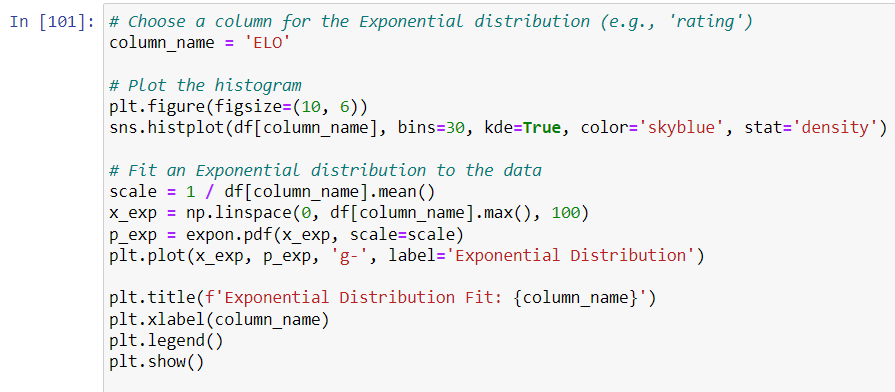 In [101]: # Choose a column for the Exponential distribution (e.g., 'rating')
column_name = 'ELO'
# Plot the histogram
plt.figure(figsize=(10, 6))
sns.histplot(df[column_name], bins=30, kde=True, color='skyblue', stat='density')
# Fit an Exponential distribution to the data
scale = 1 / df[column_name].mean()
x_exp = np.linspace(0, df[column_name].max(), 100)
p_exp = expon.pdf(x_exp, scale=scale)
plt.plot(x_exp, p_exp, 'g-', label='Exponential Distribution')
plt.title(f'Exponential Distribution Fit: {column_name}')
plt.xlabel(column_name)
plt.legend()
plt.show()